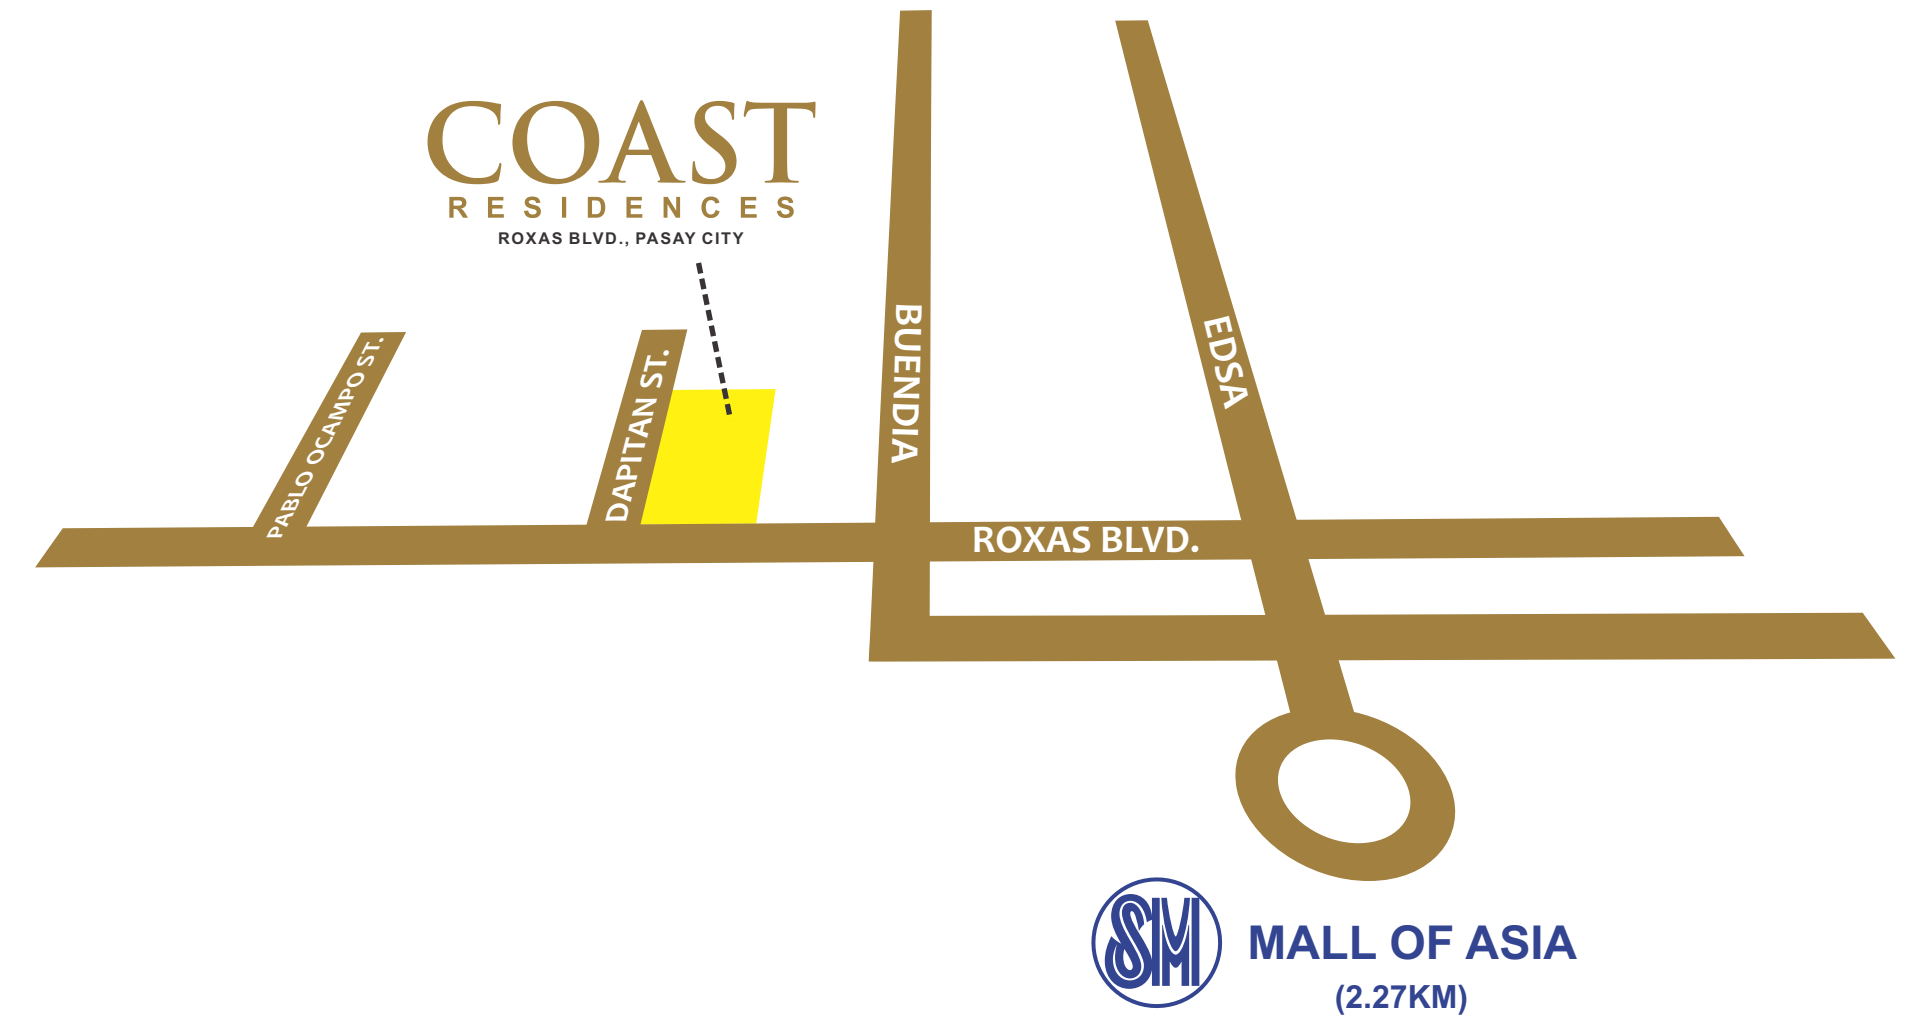 COAST
RESIDENCES
ROXAS BLVD., PASAY CITY
PABLO OCAMPO ST.
DAPITAN ST.
BUENDIA
EDSA
ROXAS BLVD.
SM
MALL OF ASIA
(2.27KM)